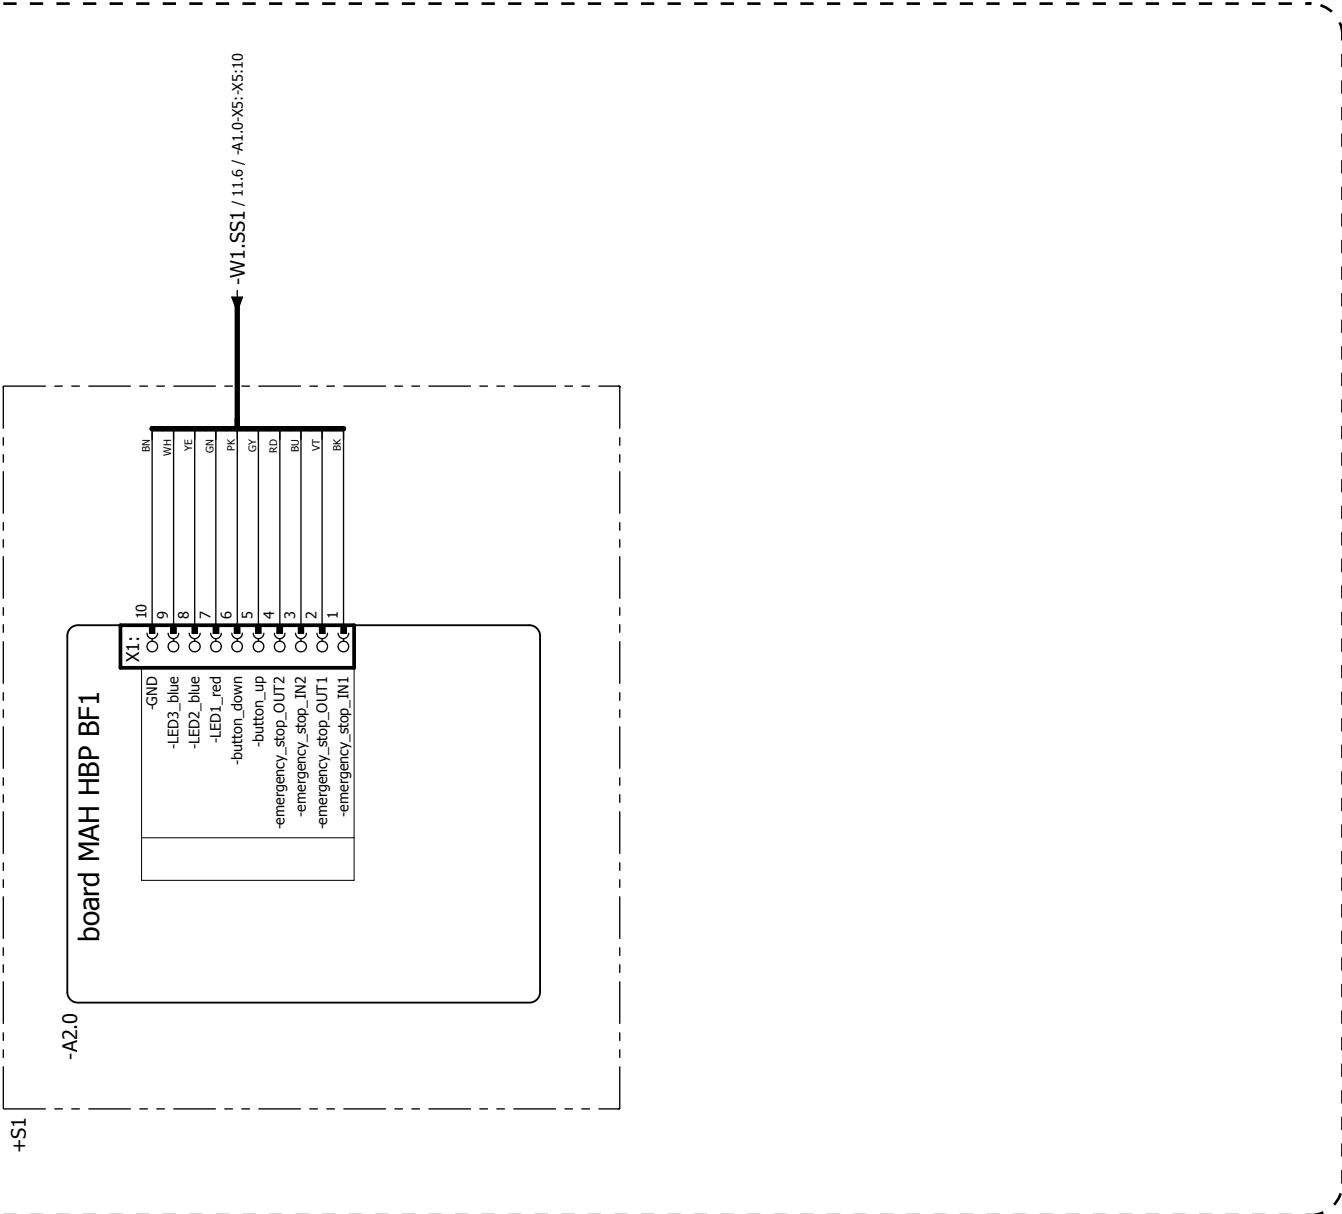 -W1.SS1 / 11.6 / -A1.0-X5:-X5:10
BN
WH
YE
GN
PK
GY
RD
BU
VT
BK
10
9
8
7
6
5
4
3
2
1
X1:
-GND
-LED3_blue
-LED2_blue
-LED1_red
-button_down
-button_up
-emergency_stop_OUT2
-emergency_stop_IN2
-emergency_stop_OUT1
-emergency_stop_IN1
board MAH HBP BF1
-A2.0
+S1